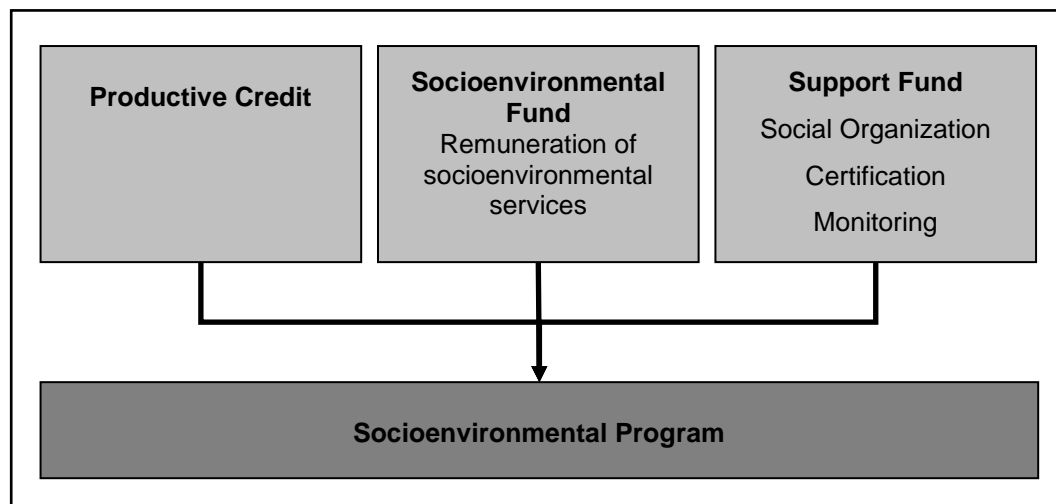 Productive Credit
Socioenvironmental
Fund
Remuneration of
socioenvironmental
services
Support Fund
Social Organization
Certification
Monitoring
Socioenvironmental Program